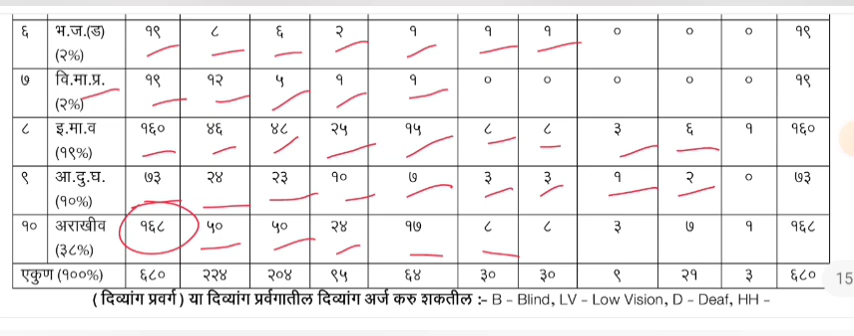 ६ भ.ज.(ड) १९ ८ ६ २ १ १ १ ० ० ० १९
(२%)
७ वि.मा.प्र. १९ १२ ५ १ १ ० ० ० ० ० १९
(२%)
८ इ.मा.व १६० ४६ ४८ २५ १५ ८ ८ ३ ६ १ १६०
(१९%)
९ आ.दु.घ. ७३ २४ २३ १० ७ ३ ३ १ २ ० ७३
(१०%)
१० अराखीव १६८ ५० ५० २४ १७ ८ ८ ३ ७ १ १६८
(३८%)
एकुण (१००%) ६८० २२४ २०४ ९५ ६४ ३० ३० ९ २१ ३ ६८०
15
( दिव्यांग प्रवर्ग ) या दिव्यांग प्रर्वगातील दिव्यांग अर्ज करु शकतील :- B - Blind, LV - Low Vision, D - Deaf, HH -